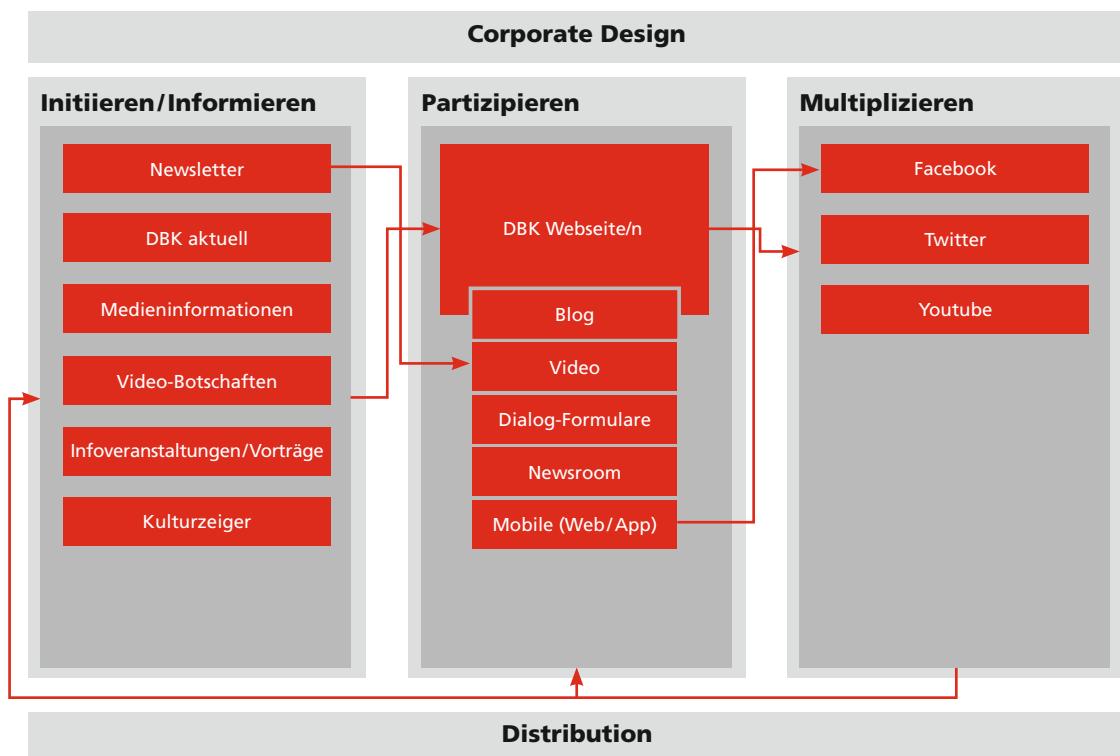 Corporate Design
Initiieren/Informieren
Newsletter
DBK aktuell
Medieninformationen
Video-Botschaften
Infoveranstaltungen/Vorträge
Kulturzeiger
Partizipieren
DBK Webseite/n
Blog
Video
Dialog-Formulare
Newsroom
Mobile (Web/App)
Multiplizieren
Facebook
Twitter
Youtube
Distribution